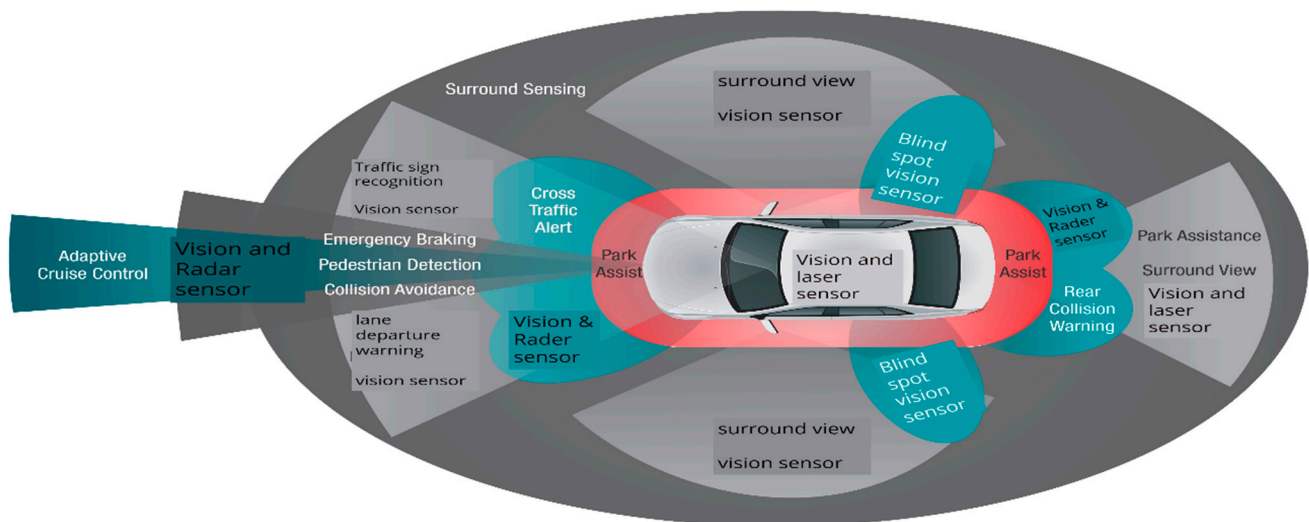 Surround Sensing
surround view
vision sensor
Blind
spot
vision
sensor
Traffic sign
recognition
Vision sensor
Cross
Traffic
Alert
Adaptive
Cruise Control
Vision and
Radar
sensor
Emergency Braking
Pedestrian Detection
Collision Avoidance
Park
Assist
Vision and
laser
sensor
Park
Assist
Vision &
Rader
sensor
Rear
Collision
Warning
Park Assistance
Surround View
Vision and
laser
sensor
lane
departure
warning
vision sensor
Vision &
Rader
sensor
Blind
spot
vision
sensor
surround view
vision sensor